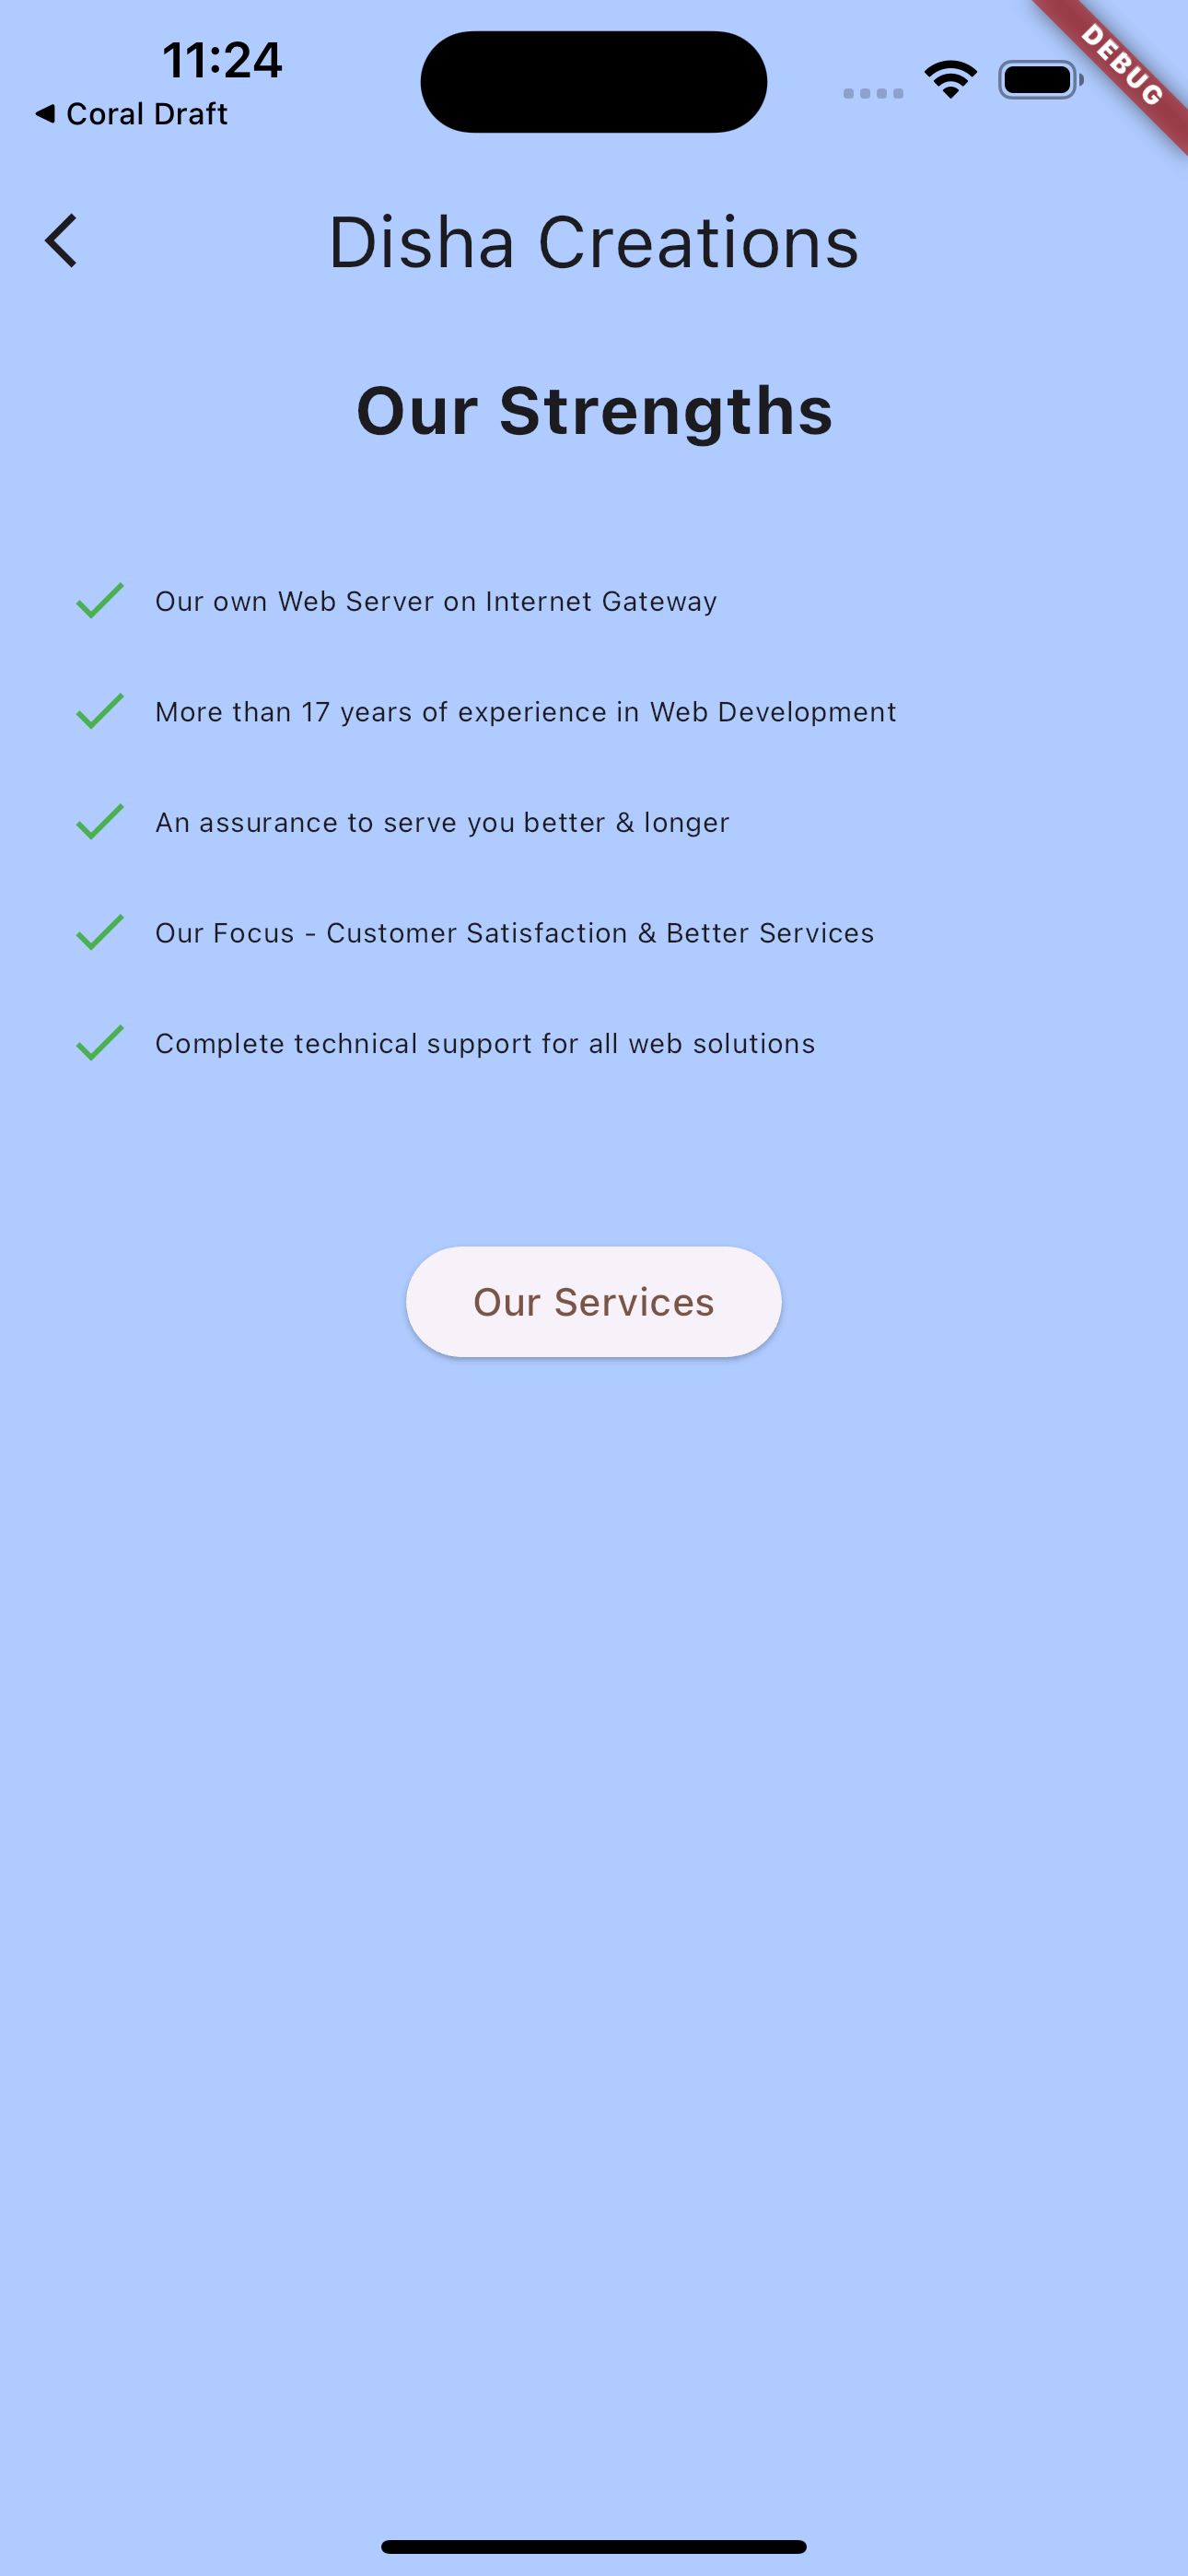 11:24
DEBUG
◀ Coral Draft
Disha Creations
Our Strengths
Our own Web Server on Internet Gateway
More than 17 years of experience in Web Development
An assurance to serve you better & longer
Our Focus - Customer Satisfaction & Better Services
Complete technical support for all web solutions
Our Services